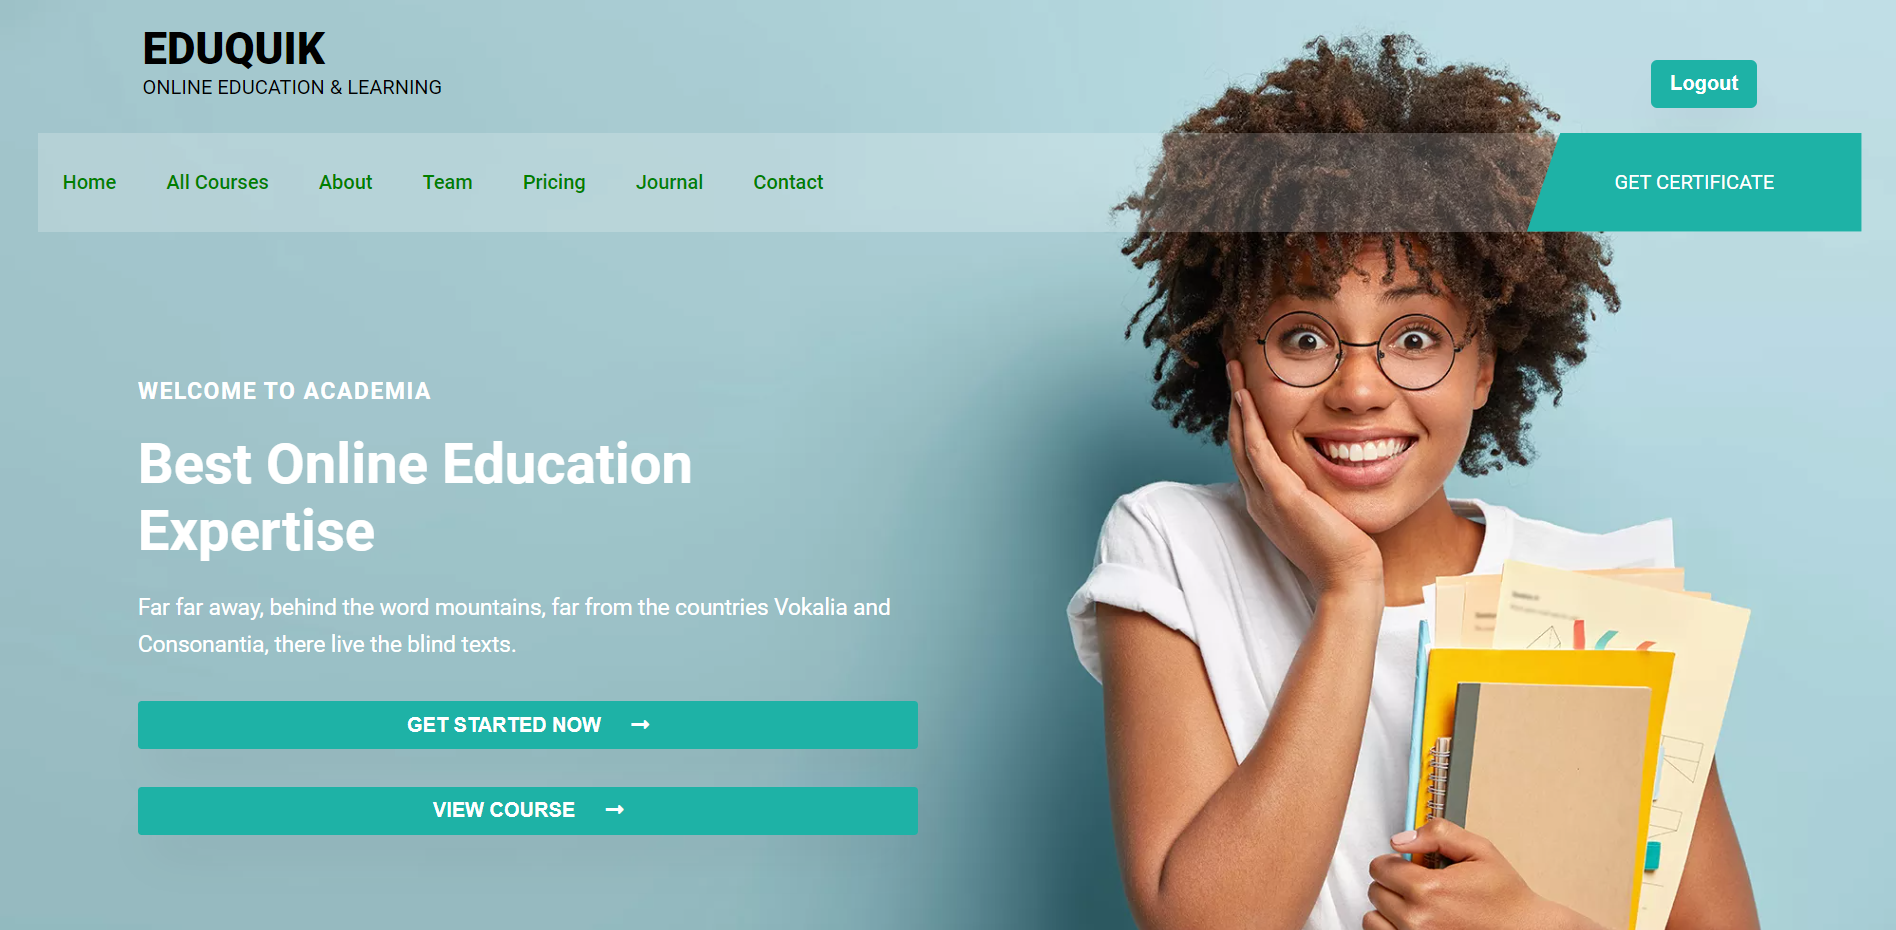 EDUQUIK
ONLINE EDUCATION & LEARNING
Logout
Home
All Courses
About
Team
Pricing
Journal
Contact
GET CERTIFICATE
WELCOME TO ACADEMIA
Best Online Education
Expertise
Far far away, behind the word mountains, far from the countries Vokalia and
Consonantia, there live the blind texts.
GET STARTED NOW
VIEW COURSE